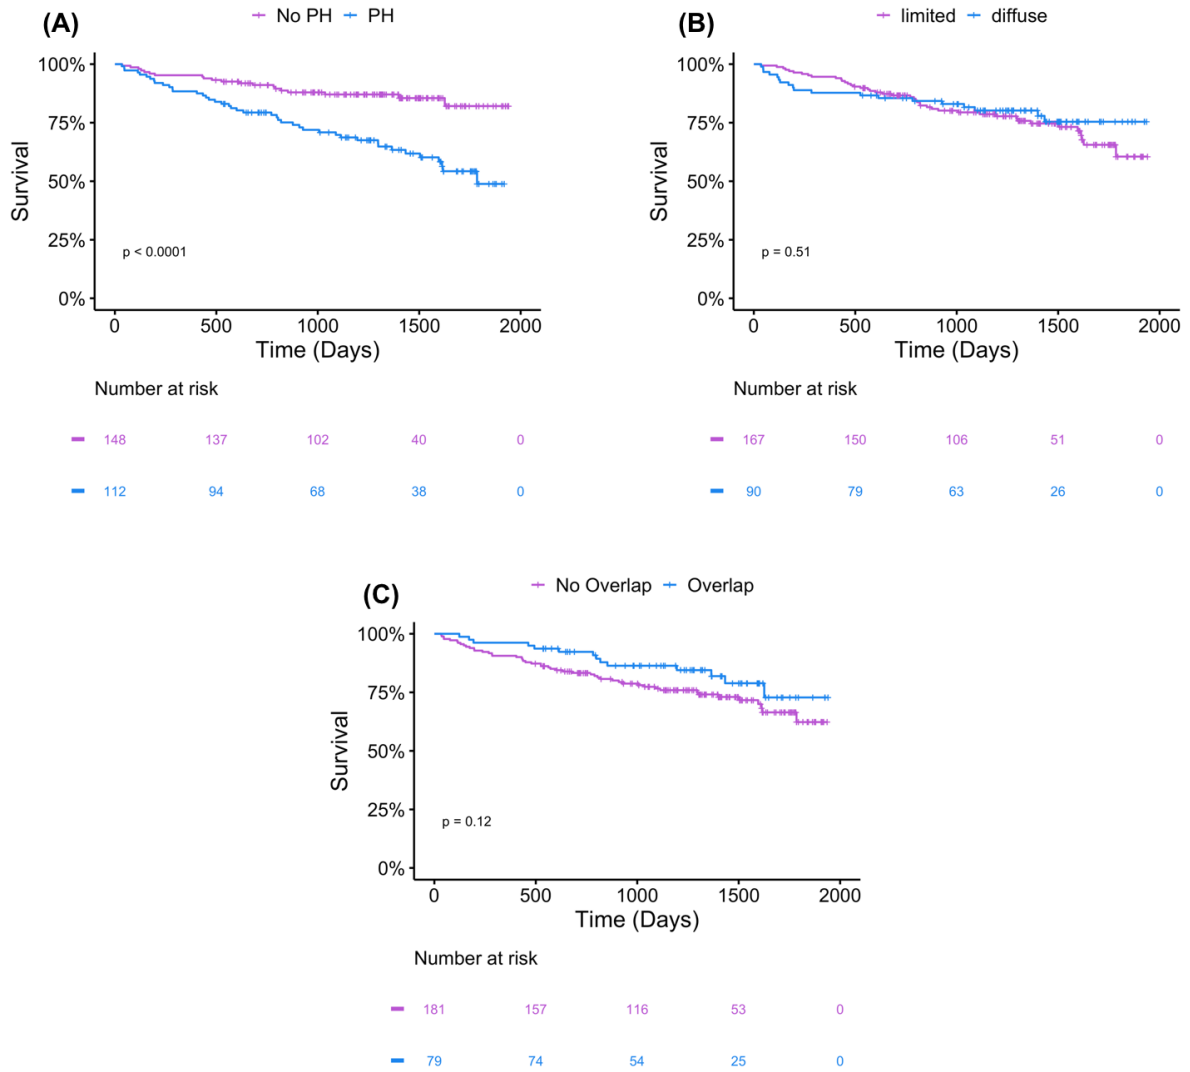 (A)
No PH PH
100%
75%
50%
25%
0%
Survival
p < 0.0001
0 500 1000 1500 2000
Time (Days)
Number at risk
148 137 102 40 0
112 94 68 38 0
(B)
limited diffuse
100%
75%
50%
25%
0%
Survival
p = 0.51
0 500 1000 1500 2000
Time (Days)
Number at risk
167 150 106 51 0
90 79 63 26 0
(C)
No Overlap Overlap
100%
75%
50%
25%
0%
Survival
p = 0.12
0 500 1000 1500 2000
Time (Days)
Number at risk
181 157 116 53 0
79 74 54 25 0